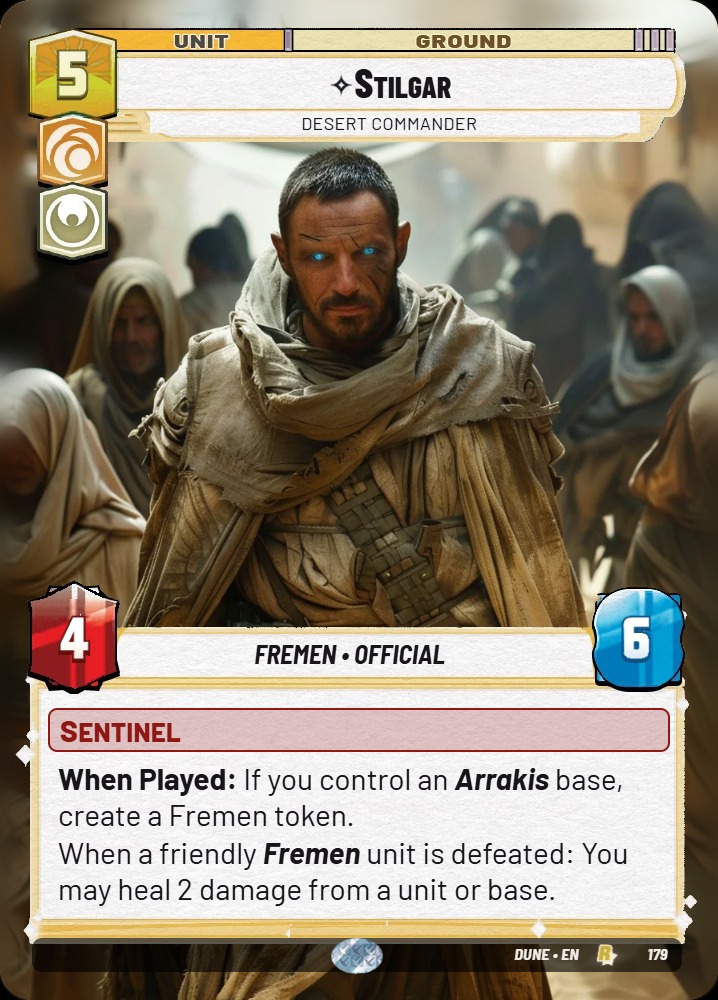 UNIT GROUND
5
✧STILGAR
DESERT COMMANDER
4
FREMEN • OFFICIAL
6
SENTINEL
When Played: If you control an Arrakis base,
create a Fremen token.
When a friendly Fremen unit is defeated: You
may heal 2 damage from a unit or base.
DUNE • EN R 179